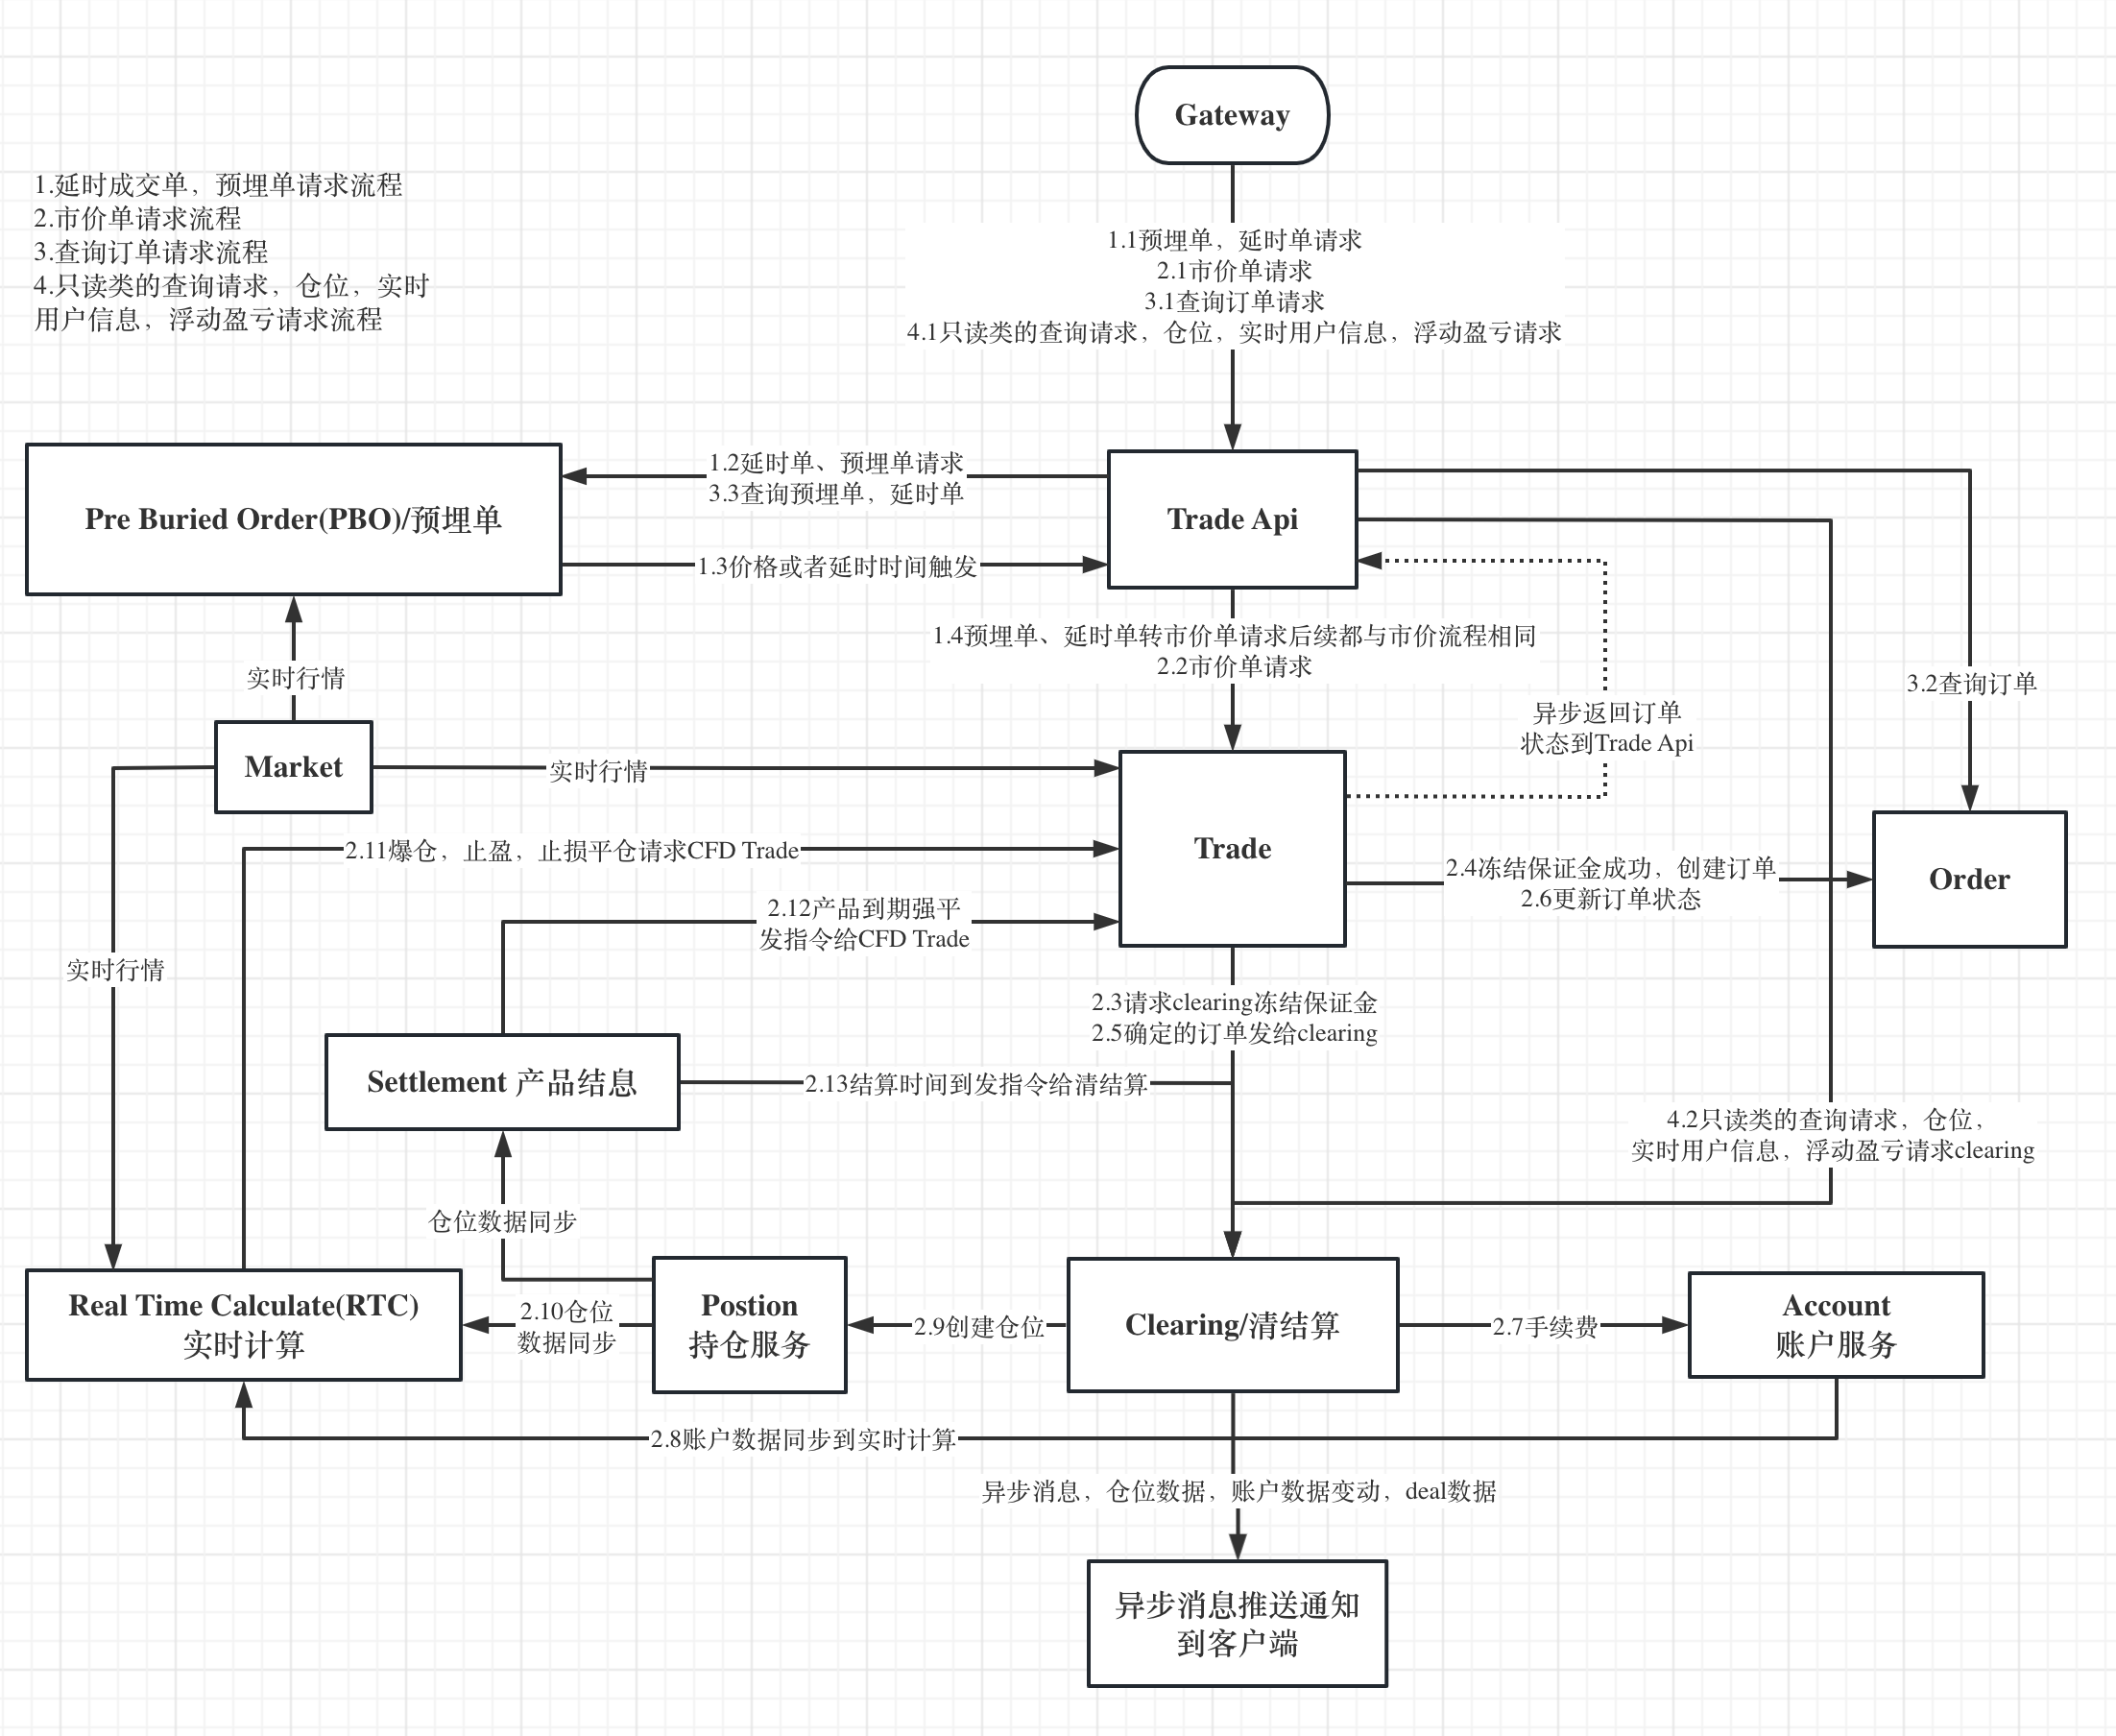 Gateway
1.延时成交单，预埋单请求流程
2.市价单请求流程
3.查询订单请求流程
4.只读类的查询请求，仓位，实时
用户信息，浮动盈亏请求流程
1.1预埋单，延时单请求
2.1市价单请求
3.1查询订单请求
4.1只读类的查询请求，仓位，实时用户信息，浮动盈亏请求
Pre Buried Order(PBO)/预埋单
1.2延时单、预埋单请求
3.3查询预埋单，延时单
Trade Api
1.3价格或者延时时间触发
1.4预埋单、延时单转市价单请求后续都与市价流程相同
2.2市价单请求
实时行情
3.2查询订单
异步返回订单
状态到Trade Api
Market
实时行情
Trade
2.11爆仓，止盈，止损平仓请求CFD Trade
2.4冻结保证金成功，创建订单
2.6更新订单状态
Order
2.12产品到期强平
发指令给CFD Trade
实时行情
2.3请求clearing冻结保证金
2.5确定的订单发给clearing
Settlement 产品结息
2.13结算时间到发指令给清结算
4.2只读类的查询请求，仓位，
实时用户信息，浮动盈亏请求clearing
仓位数据同步
Real Time Calculate(RTC)
实时计算
2.10仓位
数据同步
Postion
持仓服务
2.9创建仓位
Clearing/清结算
2.7手续费
Account
账户服务
2.8账户数据同步到实时计算
异步消息，仓位数据，账户数据变动，deal数据
异步消息推送通知
到客户端